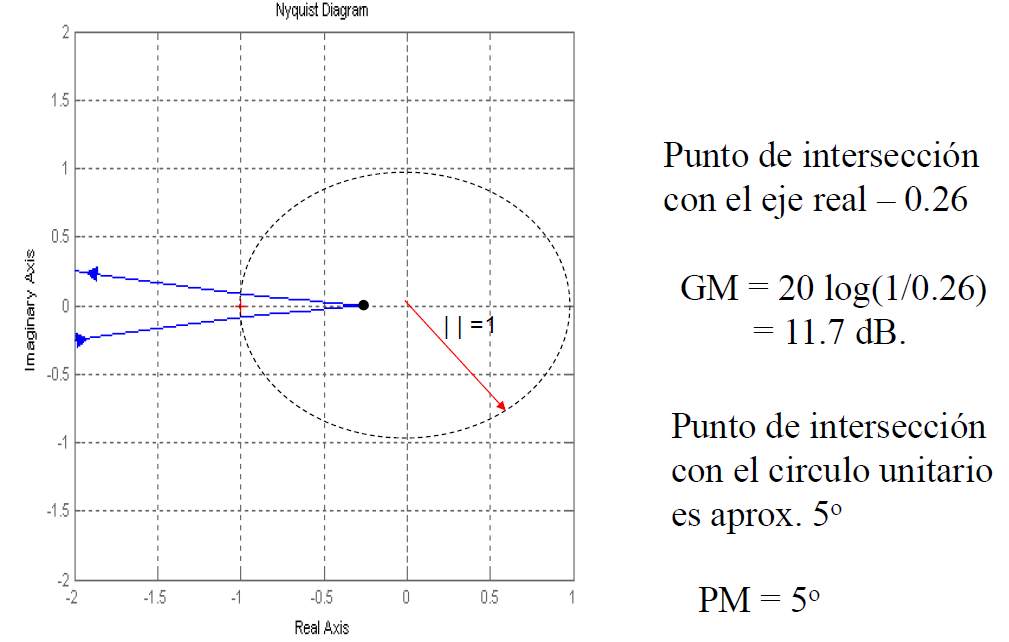 Nyquist Diagram
2
1.5
1
0.5
0
-0.5
-1
-1.5
-2
Imaginary Axis
-2
-1.5
-1
-0.5
0
0.5
1
Real Axis
| | =1
Punto de intersección
con el eje real – 0.26
GM = 20 log(1/0.26)
= 11.7 dB.
Punto de intersección
con el circulo unitario
es aprox. 5º
PM = 5º